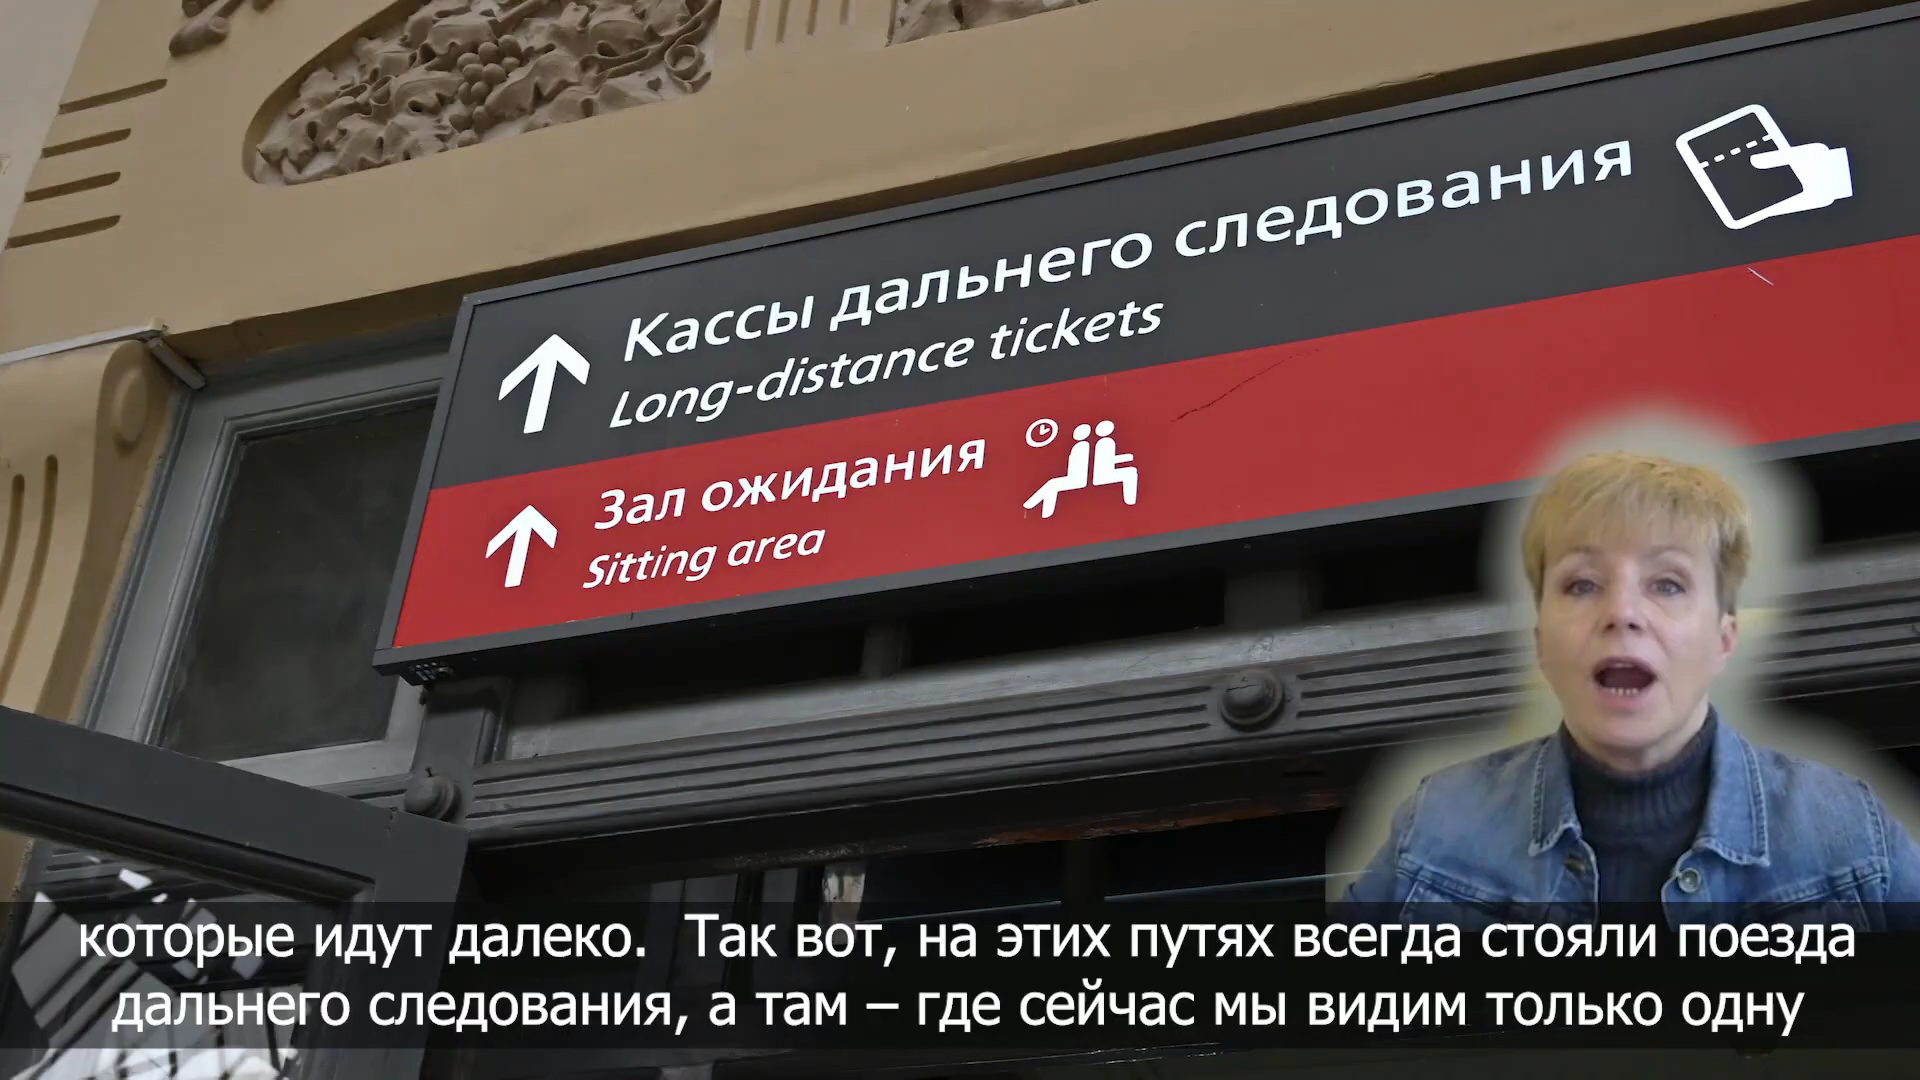 Кассы дальнего следования
Long-distance tickets
Зал ожидания
Sitting area
которые идут далеко. Так вот, на этих путях всегда стояли поезда
дальнего следования, а там – где сейчас мы видим только одну